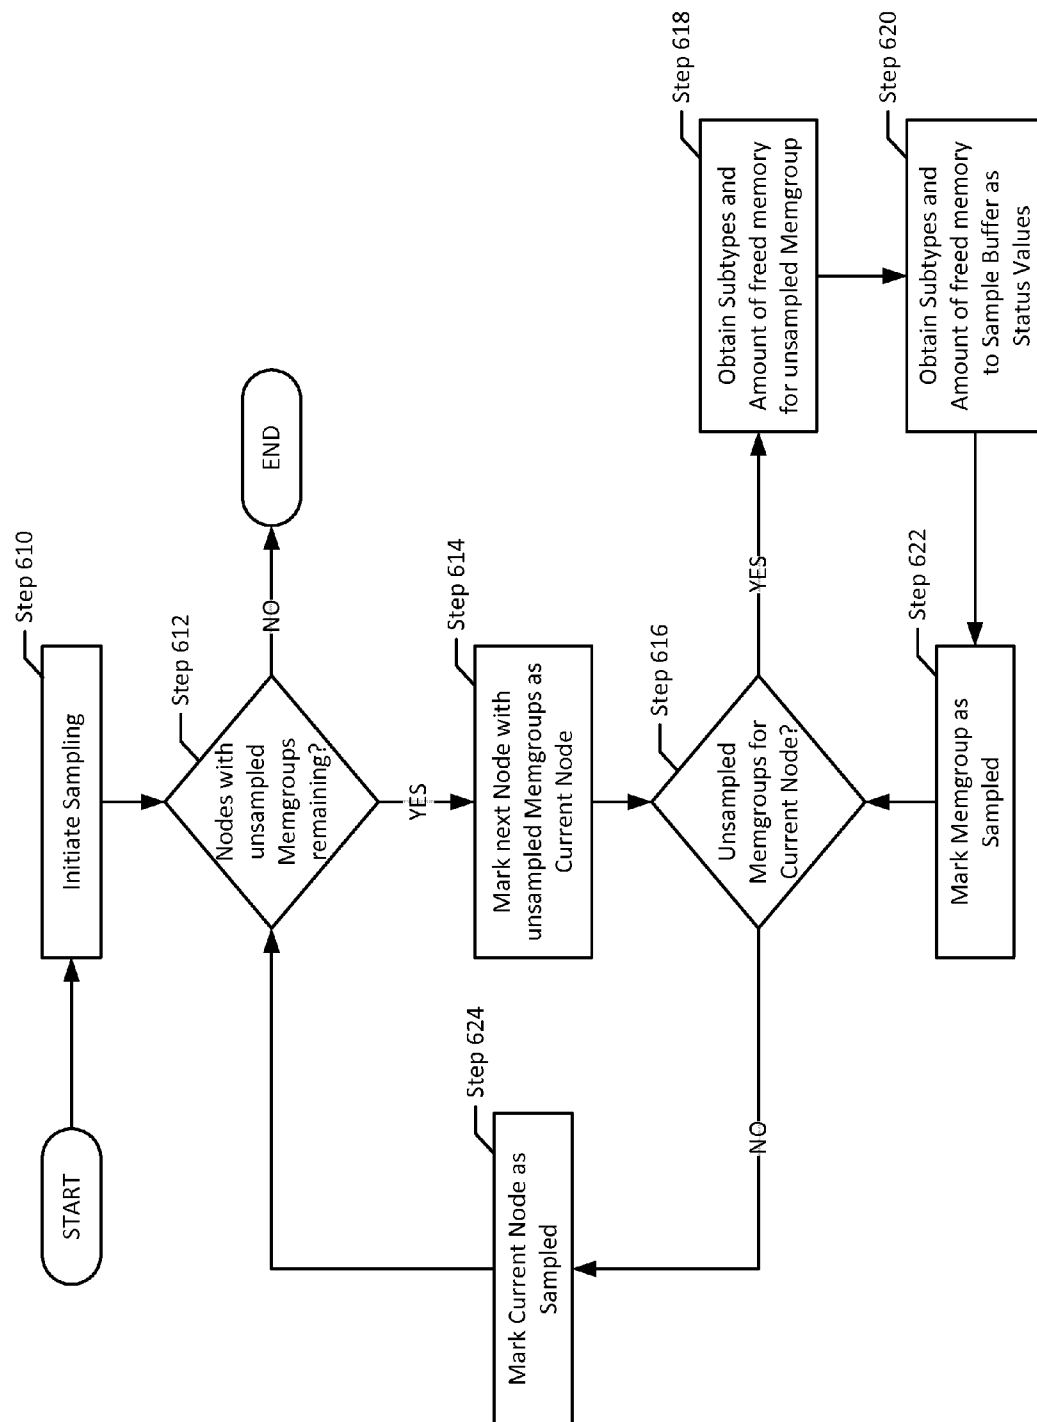 START
Initiate Sampling
Step 610
Nodes with
unsampled
Memgroups
remaining?
Step 612
NO
END
YES
Mark next Node with
unsampled Memgroups as
Current Node
Step 614
Unsampled
Memgroups for
Current Node?
Step 616
YES
Obtain Subtypes and
Amount of freed memory
for unsampled Memgroup
Step 618
Obtain Subtypes and
Amount of freed memory
to Sample Buffer as
Status Values
Step 620
Mark Memgroup as
Sampled
Step 622
NO
Mark Current Node as
Sampled
Step 624